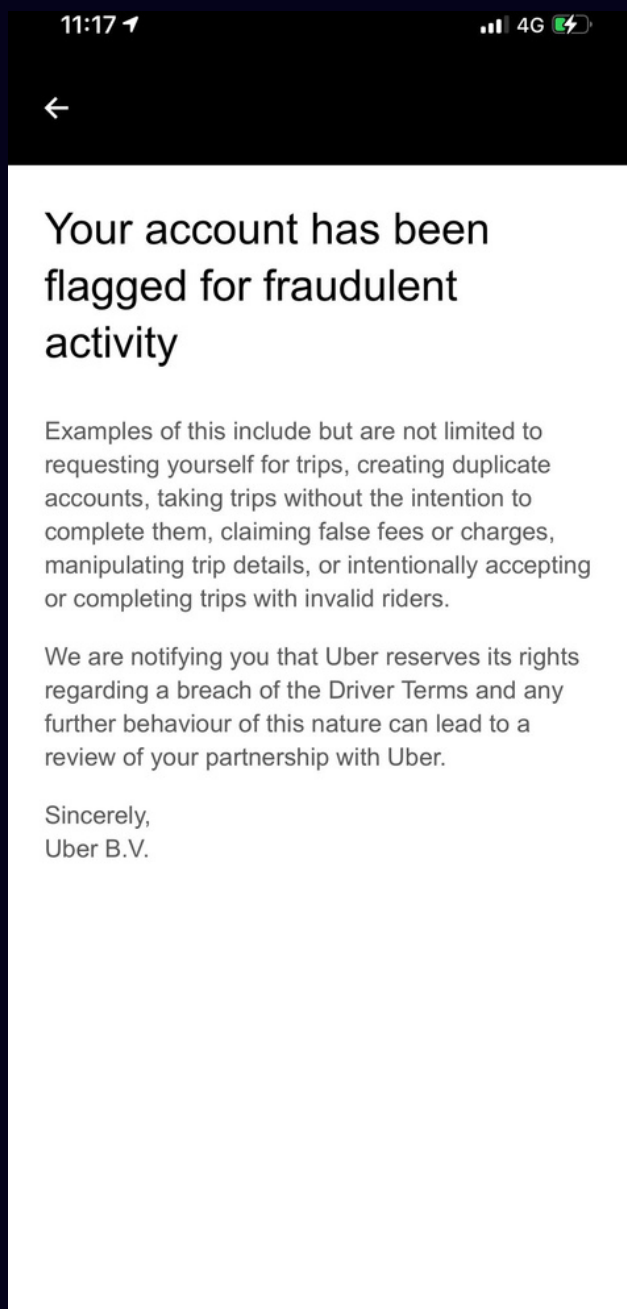 11:17
4G
Your account has been
flagged for fraudulent
activity
Examples of this include but are not limited to
requesting yourself for trips, creating duplicate
accounts, taking trips without the intention to
complete them, claiming false fees or charges,
manipulating trip details, or intentionally accepting
or completing trips with invalid riders.
We are notifying you that Uber reserves its rights
regarding a breach of the Driver Terms and any
further behaviour of this nature can lead to a
review of your partnership with Uber.
Sincerely,
Uber B.V.